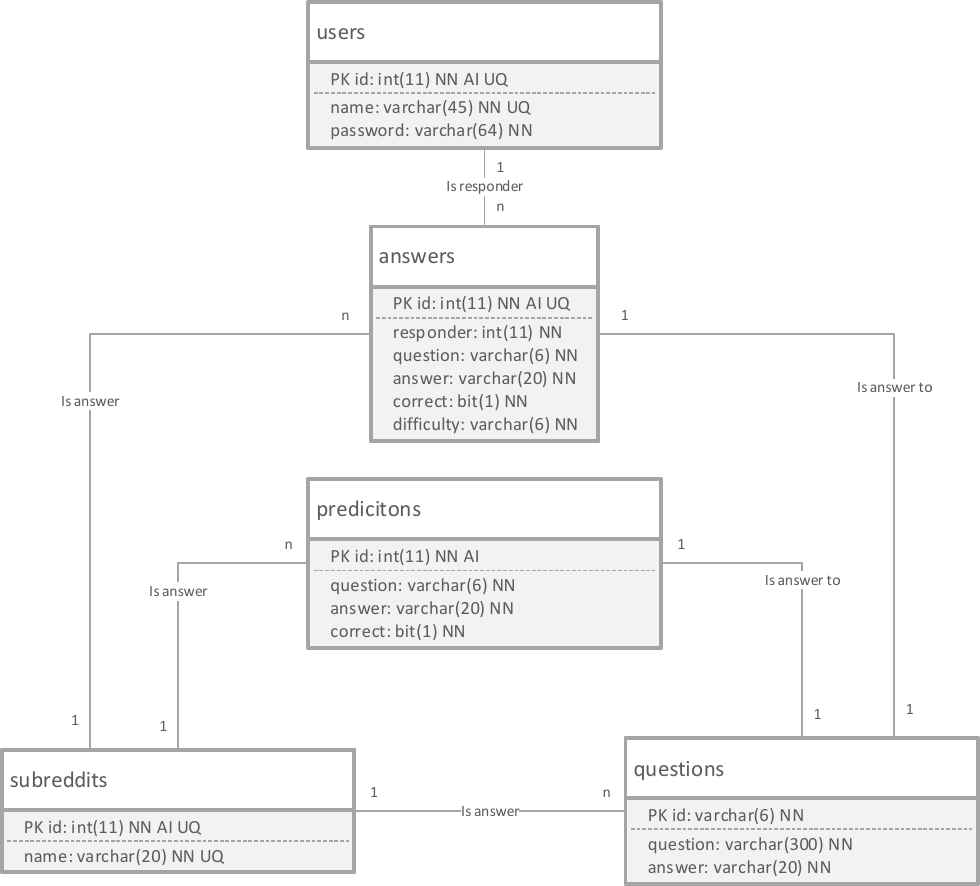 users
PK id: int(11) NN AI UQ
name: varchar(45) NN UQ
password: varchar(64) NN
1
Is responder
n
answers
PK id: int(11) NN AI UQ
responder: int(11) NN
question: varchar(6) NN
answer: varchar(20) NN
correct: bit(1) NN
difficulty: varchar(6) NN
n
1
Is answer
Is answer to
predicitons
PK id: int(11) NN AI
question: varchar(6) NN
answer: varchar(20) NN
correct: bit(1) NN
n
1
Is answer
Is answer to
1
1
1
1
subreddits
PK id: int(11) NN AI UQ
name: varchar(20) NN UQ
1
Is answer
n
questions
PK id: varchar(6) NN
question: varchar(300) NN
answer: varchar(20) NN